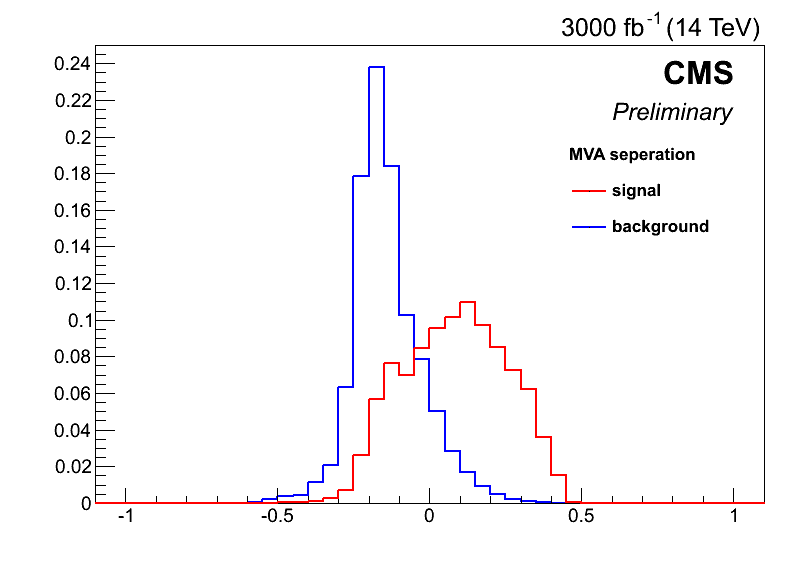 3000 fb-1 (14 TeV)
CMS
Preliminary
MVA seperation
signal
background
0.24
0.22
0.2
0.18
0.16
0.14
0.12
0.1
0.08
0.06
0.04
0.02
0
-1 -0.5 0 0.5 1